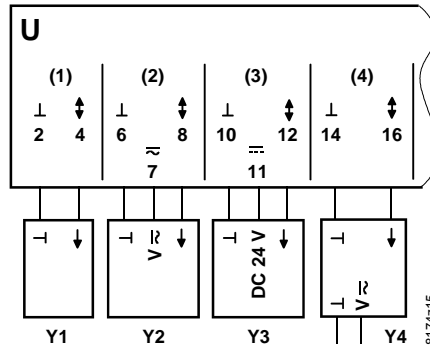 U
(1) (2) (3) (4)
⊥ ↕ ⊥ ↕ ⊥ ↕ ⊥ ↕
2 4 6 8 10 12 14 16
≂ ⎓
7 11
⊥ ↓ ⊥ V ≂ ↓ ⊥ DC 24 V ↓ ⊥ ↓
⊥ V ≂
Y1 Y2 Y3 Y4